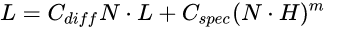 L = C_{diff} N · L + C_{spec} (N · H)^m